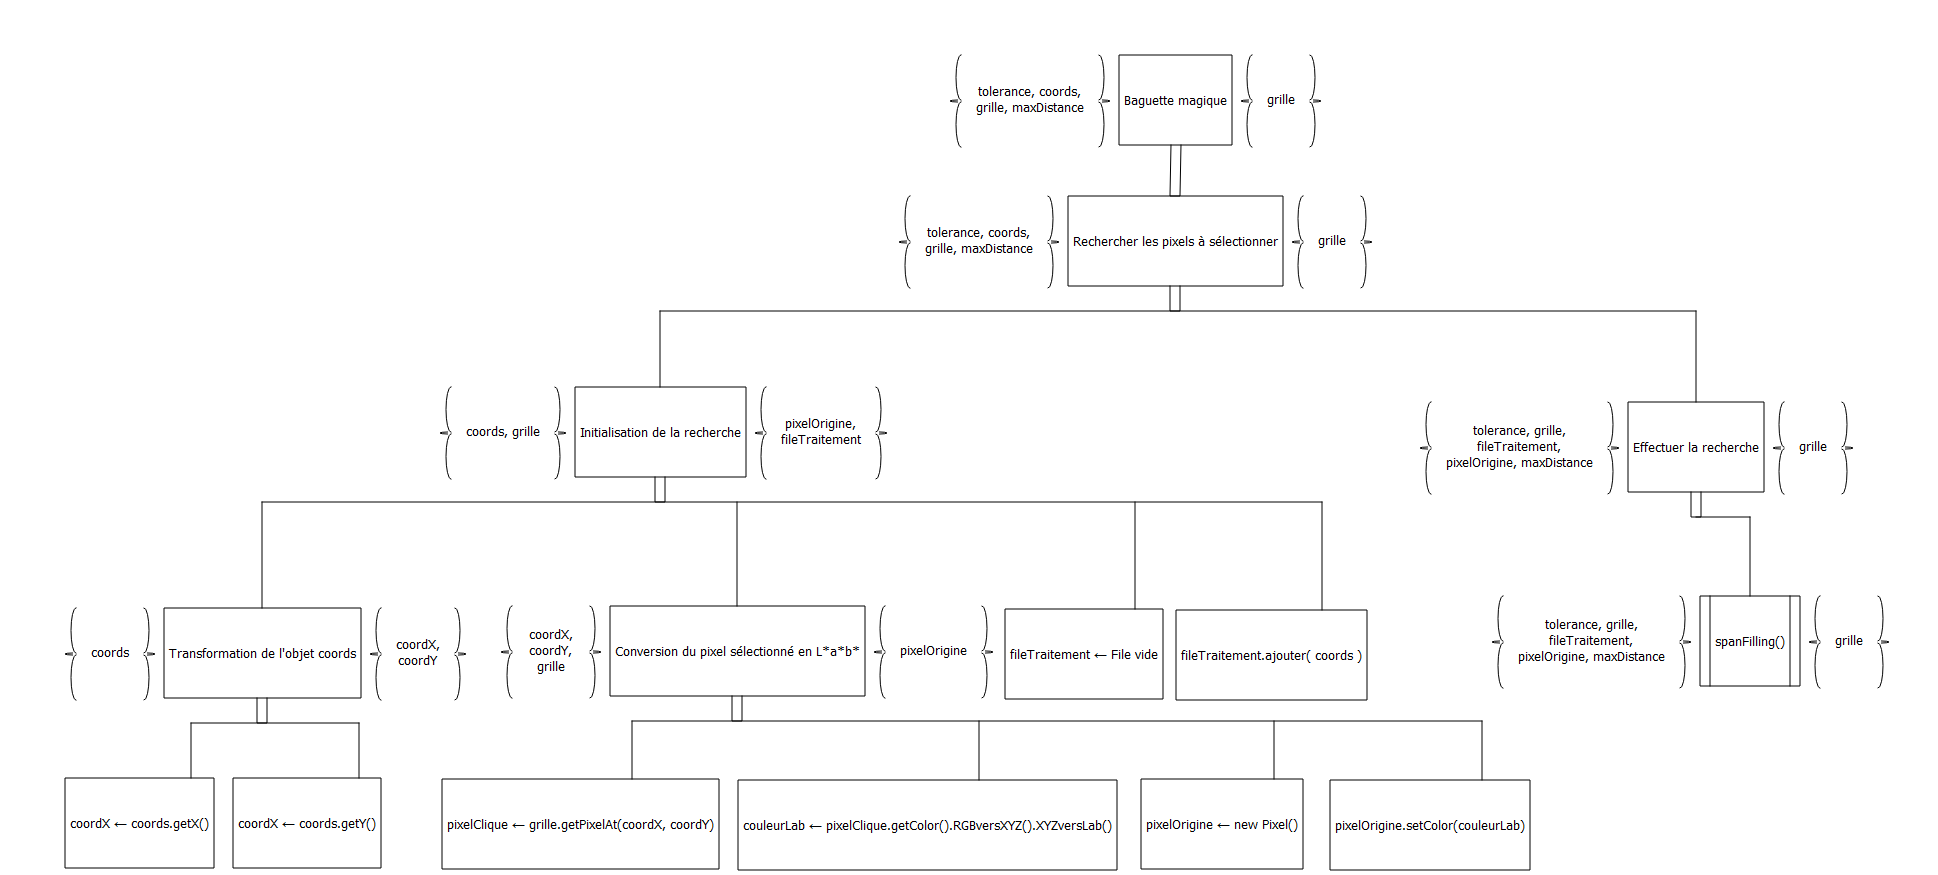 tolerance, coords,
grille, maxDistance
Baguette magique
grille
tolerance, coords,
grille, maxDistance
Rechercher les pixels à sélectionner
grille
coords, grille
Initialisation de la recherche
pixelOrigine,
fileTraitement
tolerance, grille,
fileTraitement,
pixelOrigine, maxDistance
Effectuer la recherche
grille
coords
Transformation de l'objet coords
coordX,
coordY
coordX,
coordY,
grille
Conversion du pixel sélectionné en L*a*b*
pixelOrigine
fileTraitement ← File vide
fileTraitement.ajouter( coords )
tolerance, grille,
fileTraitement,
pixelOrigine, maxDistance
spanFilling()
grille
coordX ← coords.getX()
coordX ← coords.getY()
pixelClique ← grille.getPixelAt(coordX, coordY)
couleurLab ← pixelClique.getColor().RGBversXYZ().XYZversLab()
pixelOrigine ← new Pixel()
pixelOrigine.setColor(couleurLab)